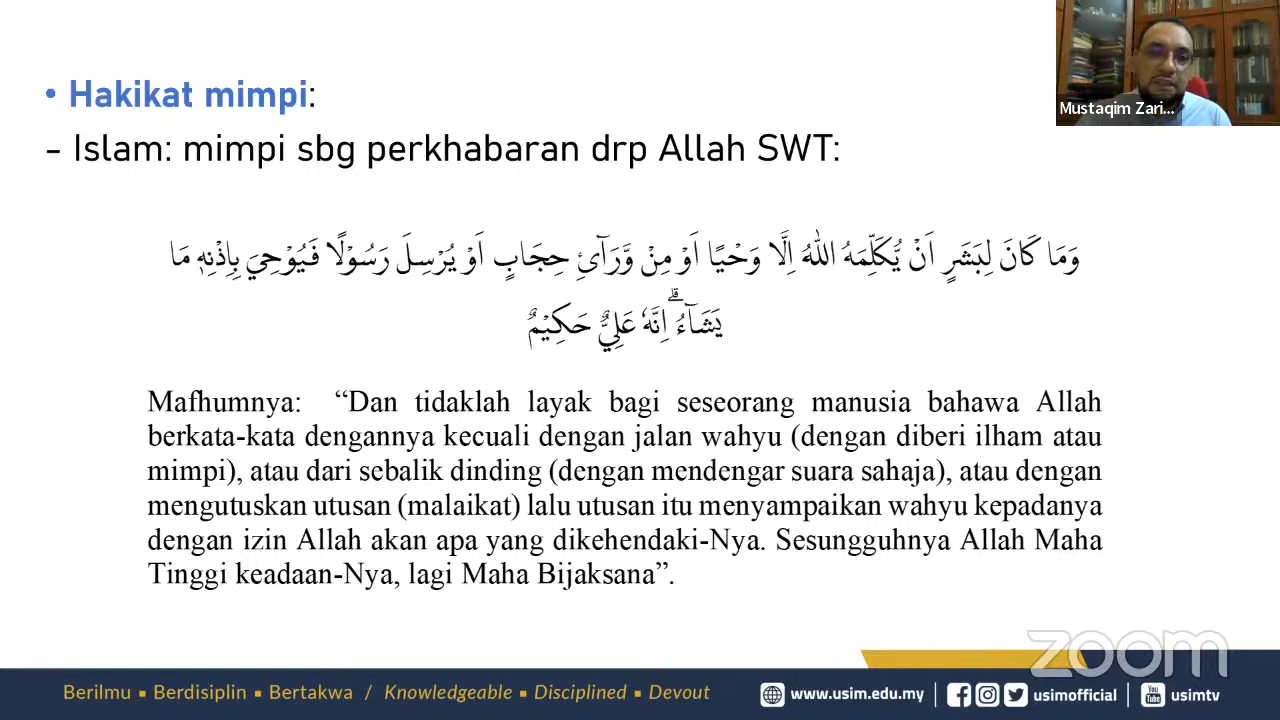 • Hakikat mimpi:
- Islam: mimpi sbg perkhabaran drp Allah SWT:
وَمَا كَانَ لِبَشَرٍ اَنْ يُّكَلِّمَهُ اللّٰهُ اِلَّا وَحْيًا اَوْ مِنْ وَّرَاۤئِ حِجَابٍ اَوْ يُرْسِلَ رَسُوْلًا فَيُوْحِيَ بِاِذْنِهٖ مَا
يَشَاۤءُ ۗاِنَّهٗ عَلِيٌّ حَكِيْمٌ
Mafhumnya: “Dan tidaklah layak bagi seseorang manusia bahawa Allah
berkata-kata dengannya kecuali dengan jalan wahyu (dengan diberi ilham atau
mimpi), atau dari sebalik dinding (dengan mendengar suara sahaja), atau dengan
mengutuskan utusan (malaikat) lalu utusan itu menyampaikan wahyu kepadanya
dengan izin Allah akan apa yang dikehendaki-Nya. Sesungguhnya Allah Maha
Tinggi keadaan-Nya, lagi Maha Bijaksana”.
Mustaqim Zari...
zoom
Berilmu ▪ Berdisiplin ▪ Bertakwa / Knowledgeable ▪ Disciplined ▪ Devout
www.usim.edu.my | usimofficial | You Tube usimtv